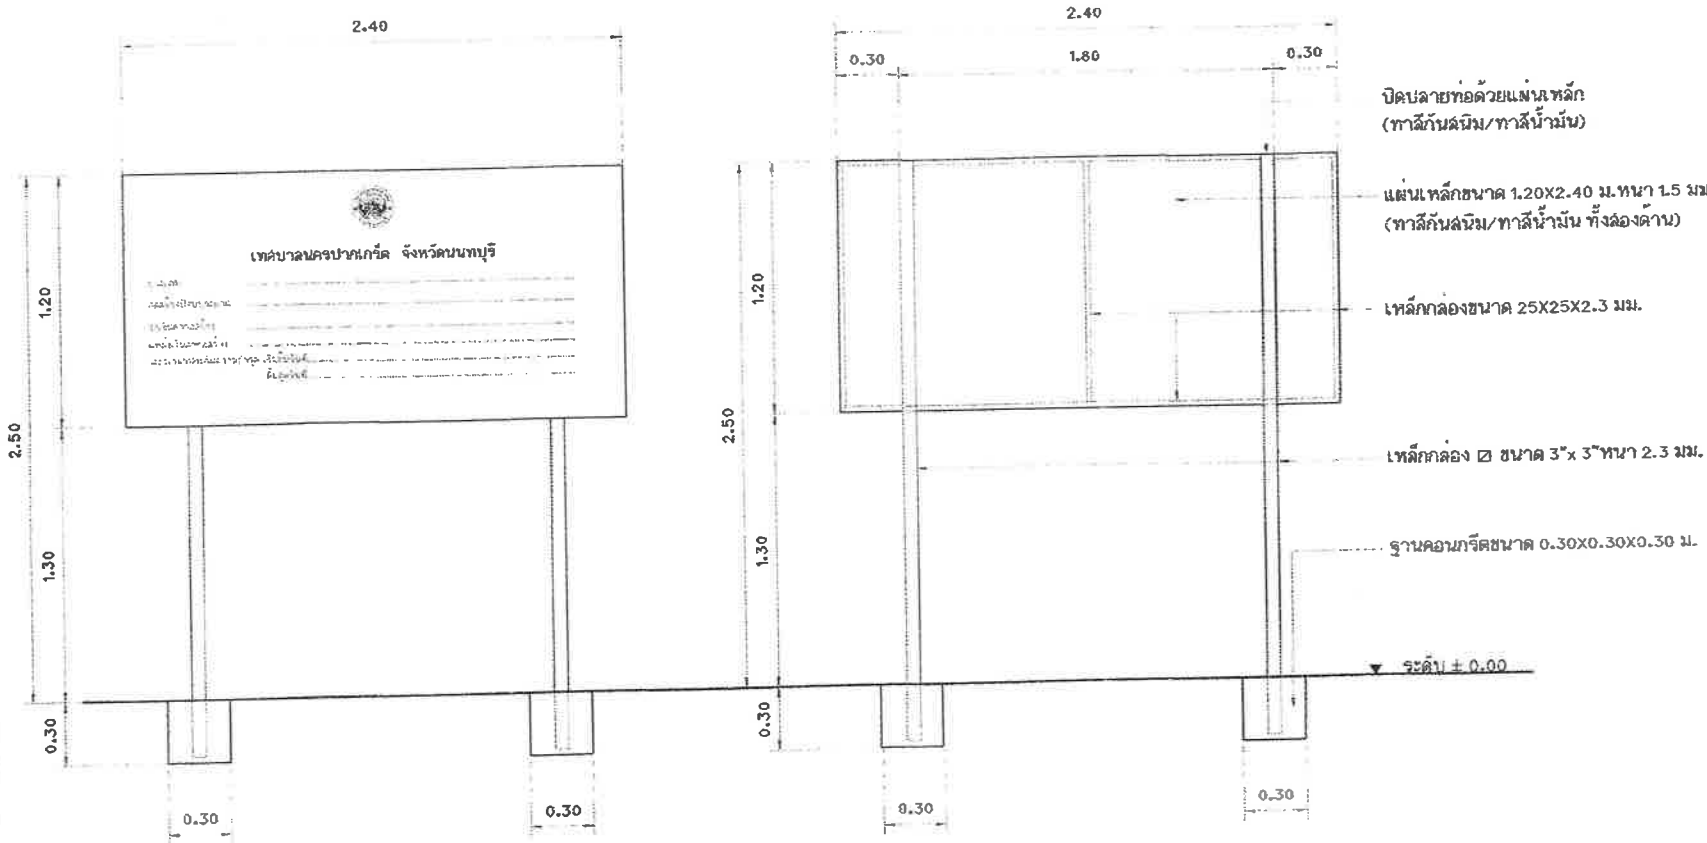 2.40
2.50
1.20
1.30
0.30
เทศบาลนครปากเกร็ด จังหวัดนนทบุรี
สิ้นสุดวันที่
0.30
0.30
2.40
0.30
1.80
0.30
2.50
1.20
1.30
0.30
ปิดปลายท่อด้วยแผ่นเหล็ก
(ทาสีกันสนิม/ทาสีน้ำมัน)
แผ่นเหล็กขนาด 1.20X2.40 ม.หนา 1.5 มม
(ทาสีกันสนิม/ทาสีน้ำมัน ทั้งสองด้าน)
เหล็กกล่องขนาด 25X25X2.3 มม.
เหล็กกล่อง ⍁ ขนาด 3"x 3"หนา 2.3 มม.
ฐานคอนกรีตขนาด 0.30X0.30X0.30 ม.
ระดับ ± 0.00
0.30
0.30